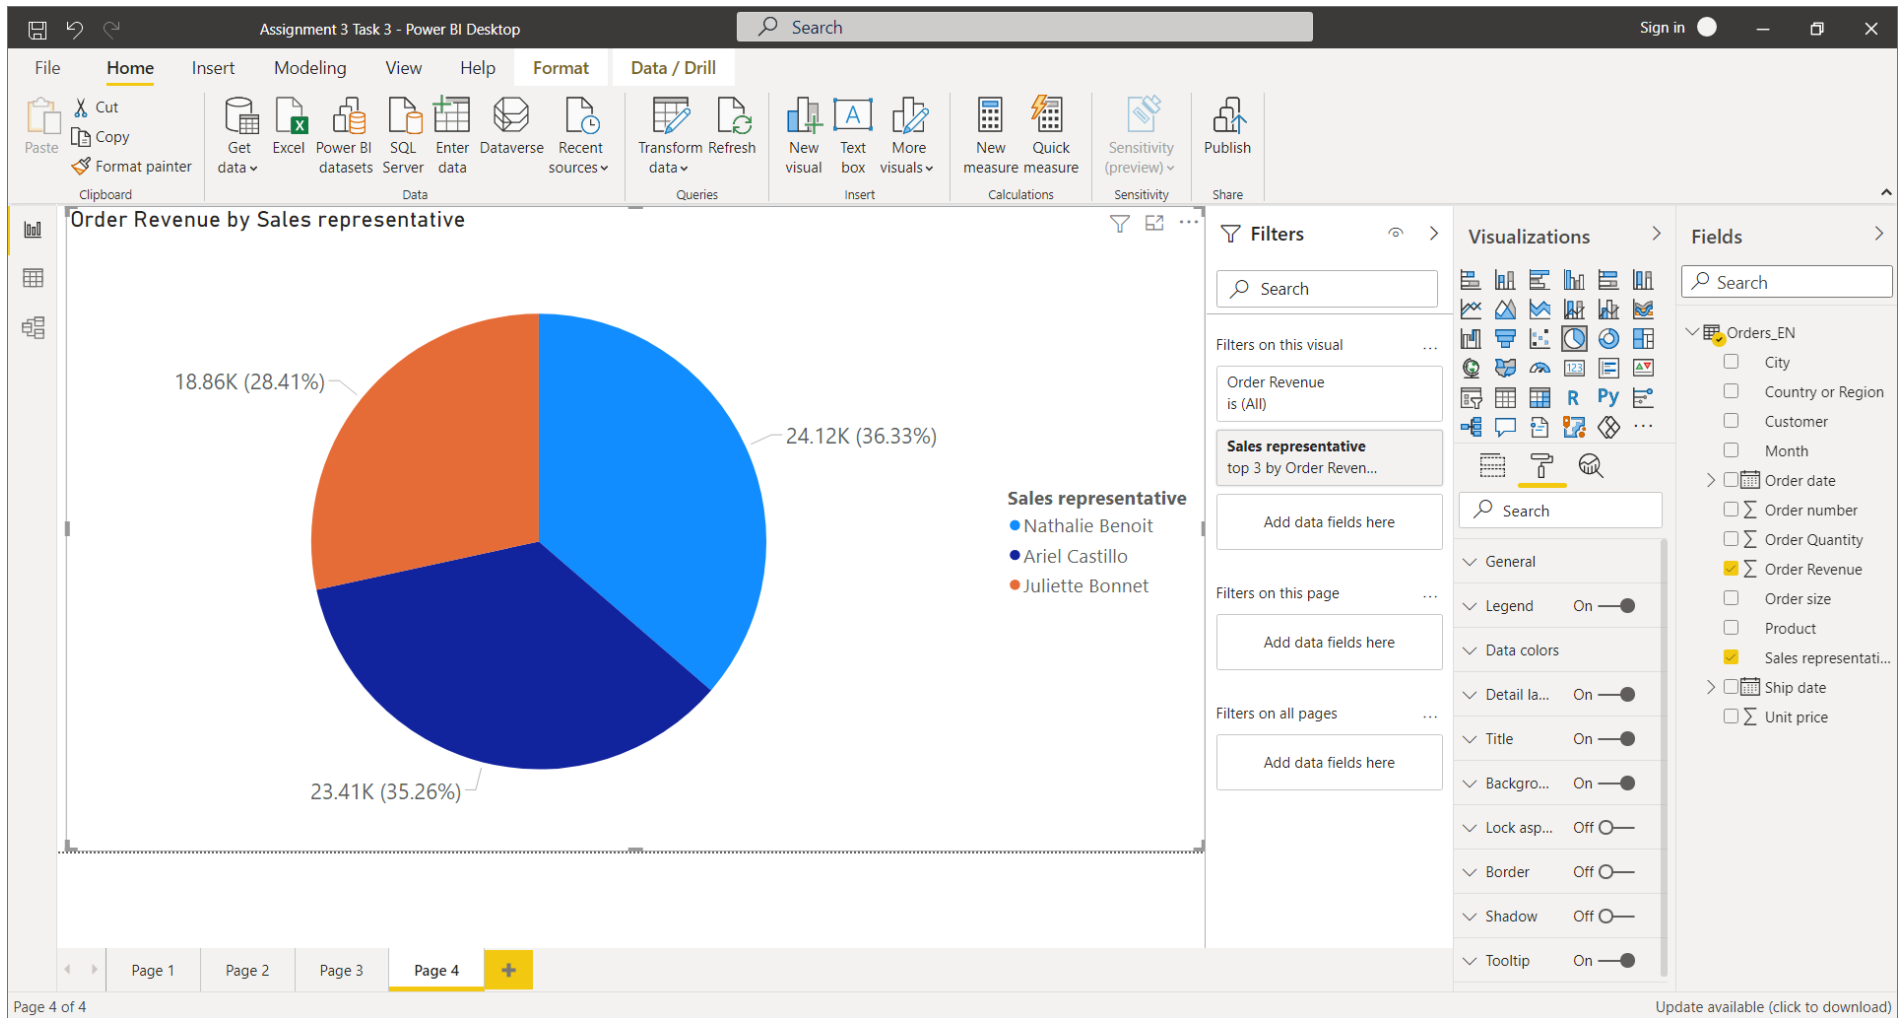 Assignment 3 Task 3 - Power BI Desktop
Search
Sign in
File Home Insert Modeling View Help Format Data / Drill
Paste
Cut
Copy
Format painter
Clipboard
Get data
Excel
Power BI datasets
SQL Server
Enter data
Dataverse
Recent sources
Data
Transform data
Refresh
Queries
New visual
A
Text box
More visuals
Insert
New measure
Quick measure
Calculations
Sensitivity (preview)
Sensitivity
Publish
Share
Order Revenue by Sales representative
18.86K (28.41%)
24.12K (36.33%)
23.41K (35.26%)
Sales representative
Nathalie Benoit
Ariel Castillo
Juliette Bonnet
Filters
Search
Filters on this visual ...
Order Revenue
is (All)
Sales representative
top 3 by Order Reven...
Add data fields here
Filters on this page ...
Add data fields here
Filters on all pages ...
Add data fields here
Visualizations
123
R Py
...
Search
General
Legend On
Data colors
Detail la... On
Title On
Backgro... On
Lock asp... Off
Border Off
Shadow Off
Tooltip On
Fields
Search
Orders_EN
City
Country or Region
Customer
Month
Order date
∑ Order number
∑ Order Quantity
∑ Order Revenue
Order size
Product
Sales representati...
Ship date
∑ Unit price
Page 1 Page 2 Page 3 Page 4 +
Page 4 of 4
Update available (click to download)